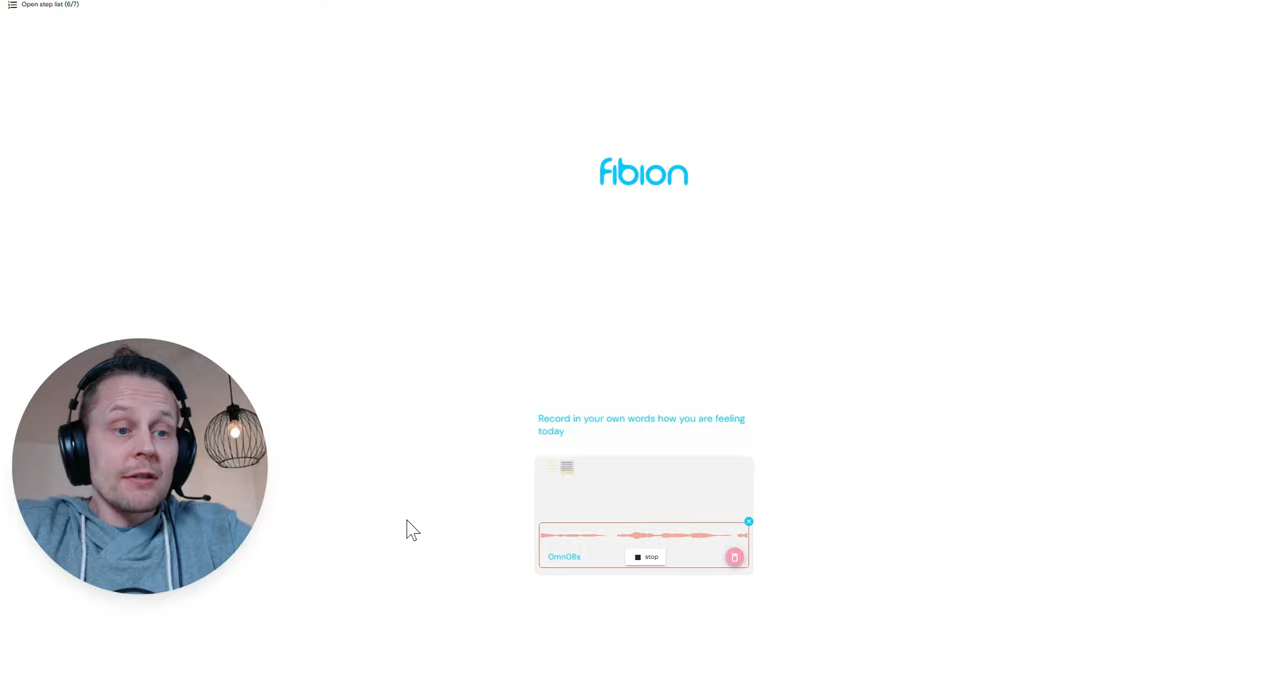 Open step list (6/7)
fibion
Record in your own words how you are feeling
today
0mn08s
stop